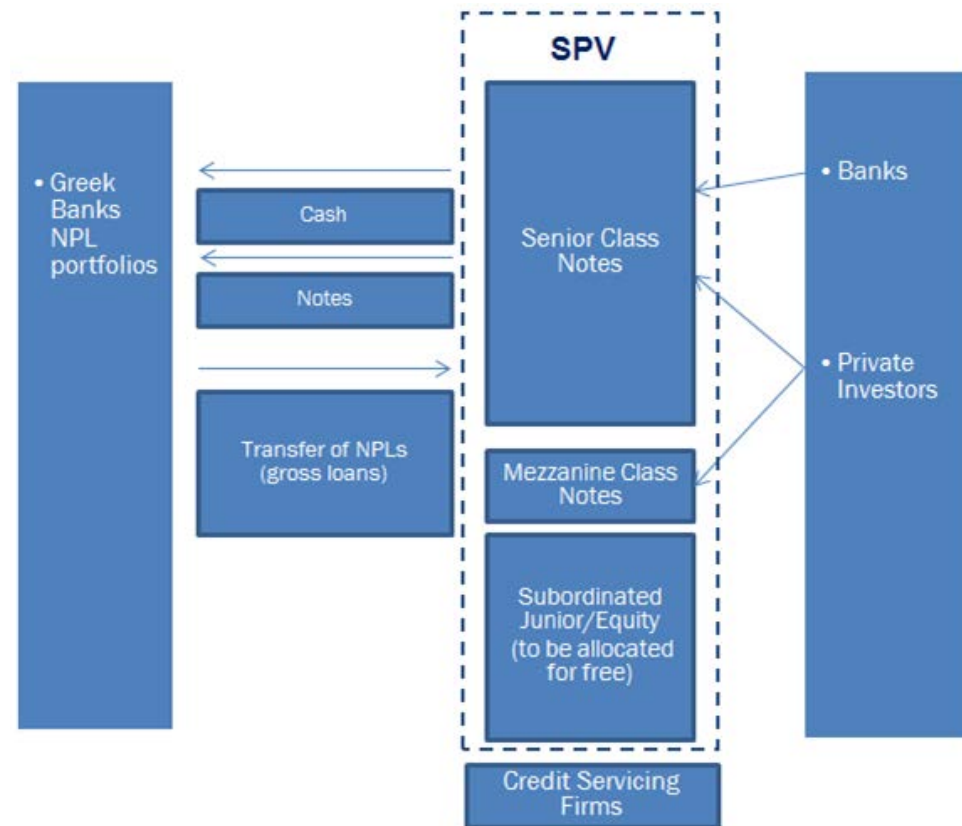 SPV
• Greek
Banks
NPL
portfolios
Cash
Notes
Transfer of NPLs
(gross loans)
Senior Class
Notes
Mezzanine Class
Notes
Subordinated
Junior/Equity
(to be allocated
for free)
Credit Servicing
Firms
• Banks
• Private
Investors